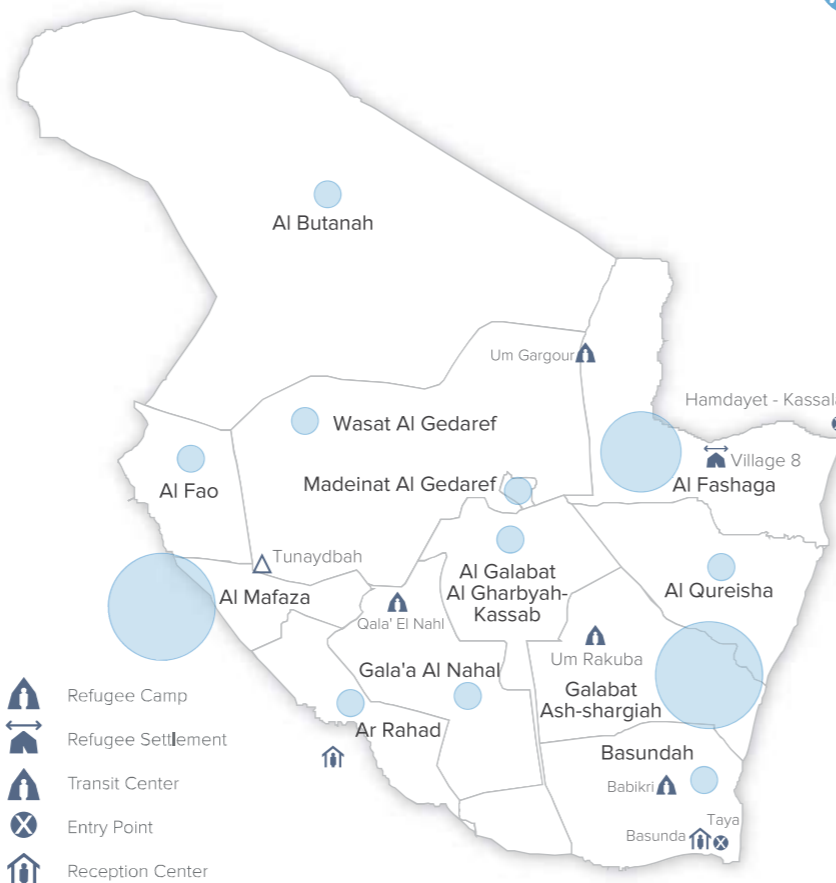 Al Butanah
Um Gargour
Hamdayet - Kassala
Wasat Al Gedaref
Village 8
Al Fashaga
Al Fao
Madeinat Al Gedaref
Tunaydbah
Al Mafaza
Al Galabat
Al Gharbyah-
Kassab
Al Qureisha
Qala' El Nahl
Um Rakuba
Gala'a Al Nahal
Galabat
Ash-shargiah
Ar Rahad
Basundah
Babikri
Taya
Basunda
Refugee Camp
Refugee Settlement
Transit Center
Entry Point
Reception Center